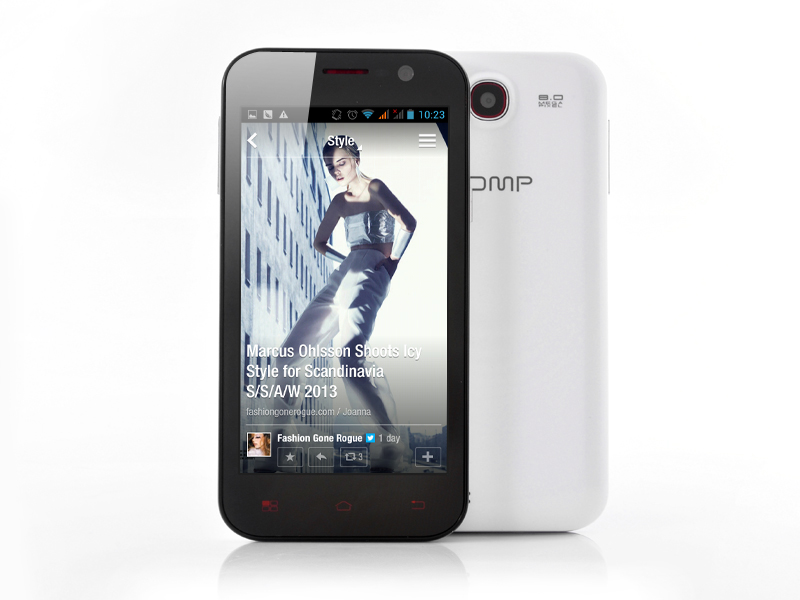 10:23
Style
Marcus Ohlsson Shoots Icy
Style for Scandinavia
S/S/A/W 2013
fashiongonerogue.com / Joanna
Fashion Gone Rogue 1 day
3
8.0
MEGA
OMP